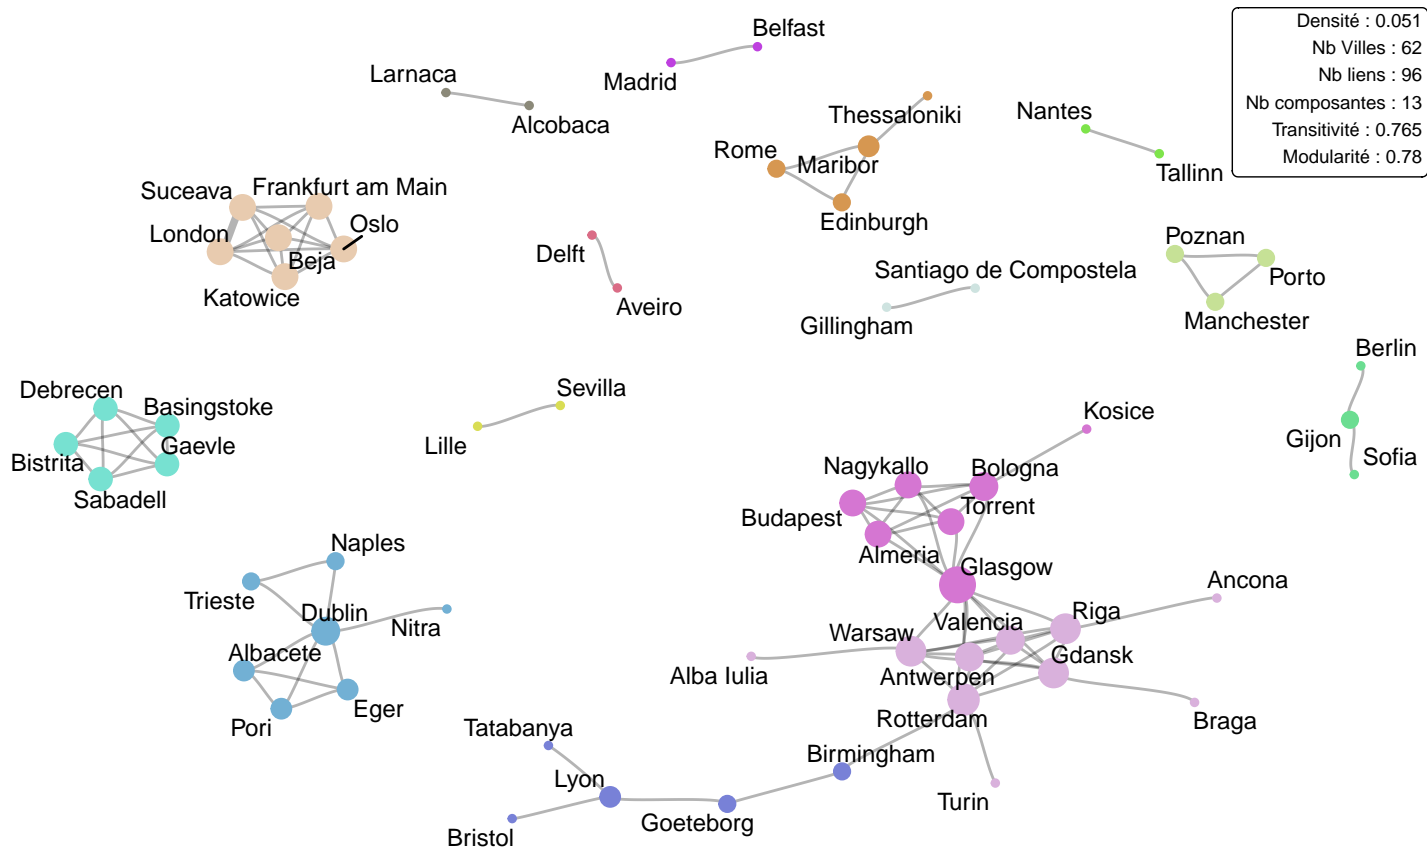 Densité : 0.051
Nb Villes : 62
Nb liens : 96
Nb composantes : 13
Transitivité : 0.765
Modularité : 0.78
Belfast
Madrid
Larnaca
Alcobaca
Thessaloniki
Rome
Maribor
Edinburgh
Nantes
Tallinn
Suceava
Frankfurt am Main
London
Oslo
Beja
Katowice
Delft
Aveiro
Santiago de Compostela
Gillingham
Poznan
Porto
Manchester
Berlin
Gijon
Sofia
Debrecen
Basingstoke
Gaevle
Bistrita
Sabadell
Sevilla
Lille
Kosice
Nagykallo
Bologna
Budapest
Torrent
Almeria
Glasgow
Naples
Trieste
Dublin
Nitra
Albacete
Pori
Eger
Ancona
Riga
Valencia
Warsaw
Gdansk
Alba Iulia
Antwerpen
Rotterdam
Braga
Tatabanya
Birmingham
Lyon
Turin
Goeteborg
Bristol